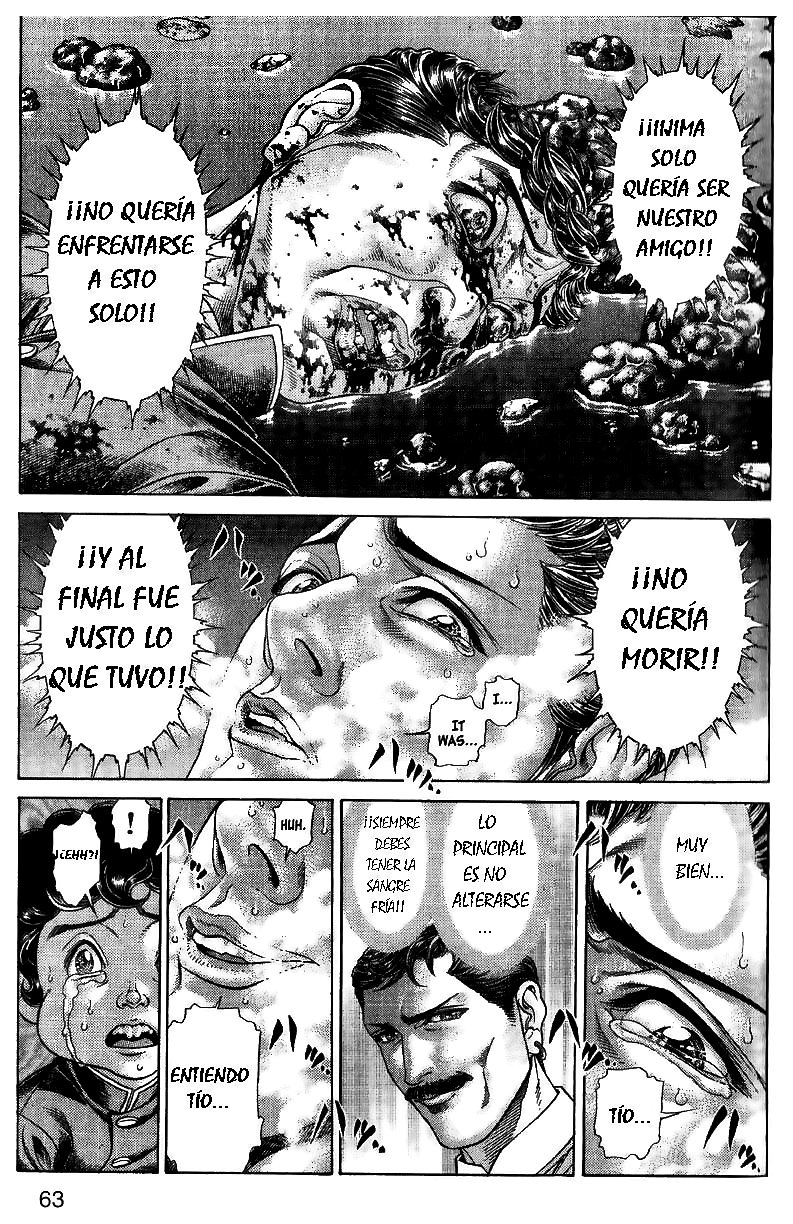 ¡¡¡IJIMA
SOLO
QUERÍA SER
NUESTRO
AMIGO!!
¡¡NO QUERÍA
ENFRENTARSE
A ESTO
SOLO¡¡
¡¡NO
QUERÍA
MORIR!!
¡¡Y AL
FINAL FUE
JUSTO LO
QUE TUVO!!
I...
IT
WAS...
MUY
BIEN...
TÍO...
LO
PRINCIPAL
ES NO
ALTERARSE
...
¡¡SIEMPRE
DEBES
TENER LA
SANGRE
FRÍA!!
HUH.
ENTIENDO
TÍO...
!
¡¿EHH?!
63